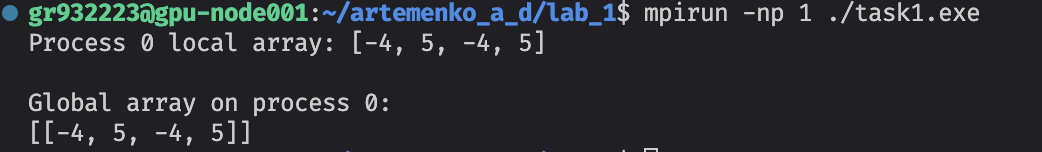 gr932223@gpu-node001:~/artemenko_a_d/lab_1$ mpirun -np 1 ./task1.exe
Process 0 local array: [-4, 5, -4, 5]
Global array on process 0:
[[-4, 5, -4, 5]]